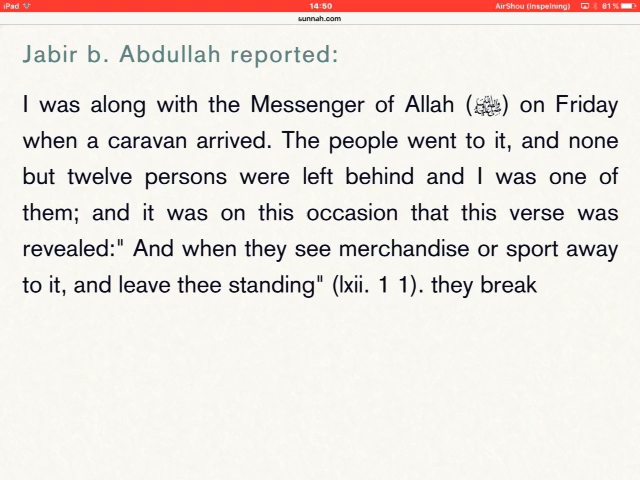 iPad 14:50 AirShou (Inspelning) 81 %
sunnah.com
Jabir b. Abdullah reported:
I was along with the Messenger of Allah (ﷺ) on Friday
when a caravan arrived. The people went to it, and none
but twelve persons were left behind and I was one of
them; and it was on this occasion that this verse was
revealed:" And when they see merchandise or sport away
to it, and leave thee standing" (lxii. 1 1). they break